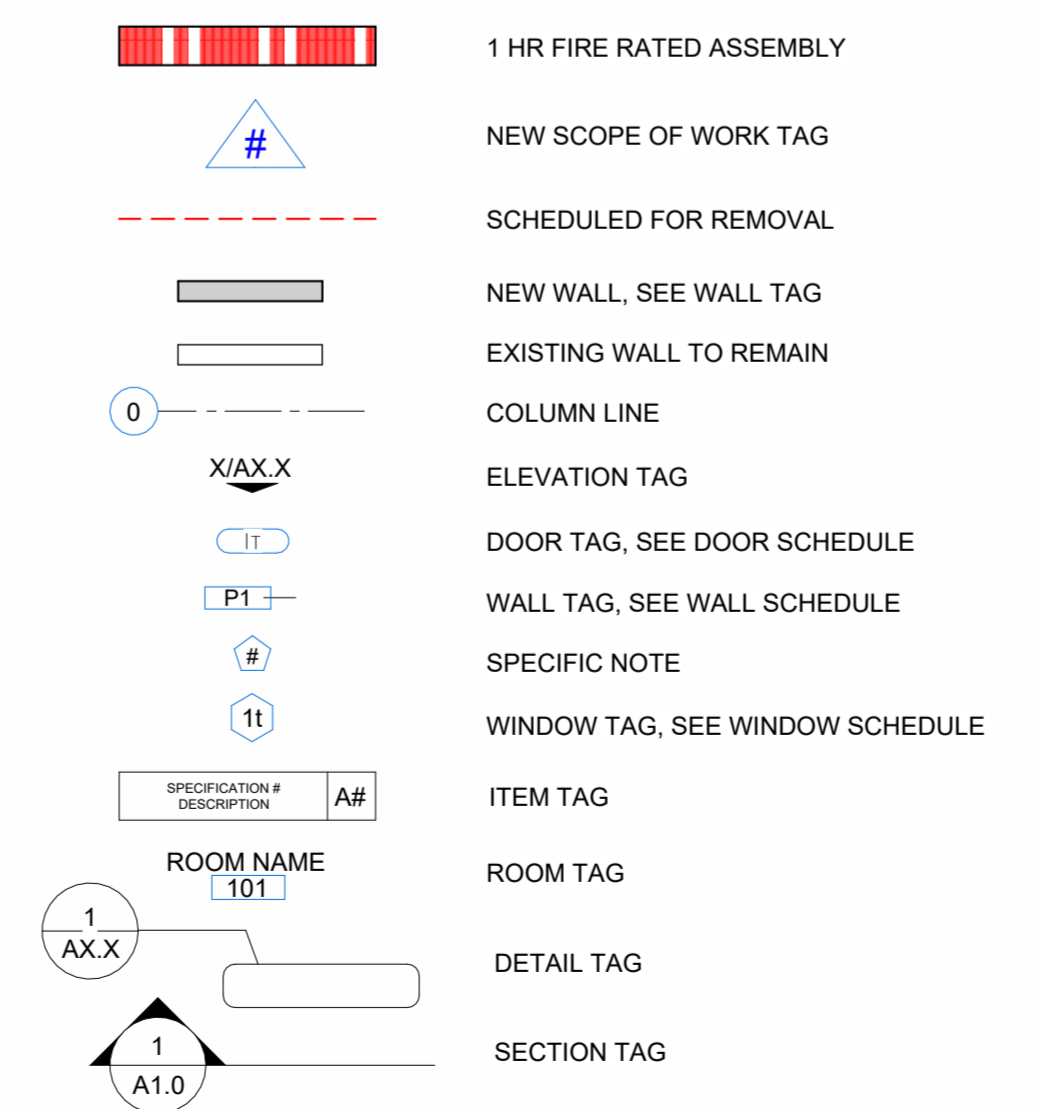 1 HR FIRE RATED ASSEMBLY
#
NEW SCOPE OF WORK TAG
SCHEDULED FOR REMOVAL
NEW WALL, SEE WALL TAG
EXISTING WALL TO REMAIN
0
COLUMN LINE
X/AX.X
ELEVATION TAG
1T
DOOR TAG, SEE DOOR SCHEDULE
P1
WALL TAG, SEE WALL SCHEDULE
#
SPECIFIC NOTE
1t
WINDOW TAG, SEE WINDOW SCHEDULE
SPECIFICATION #
DESCRIPTION
A#
ITEM TAG
ROOM NAME
101
ROOM TAG
1
AX.X
DETAIL TAG
1
A1.0
SECTION TAG